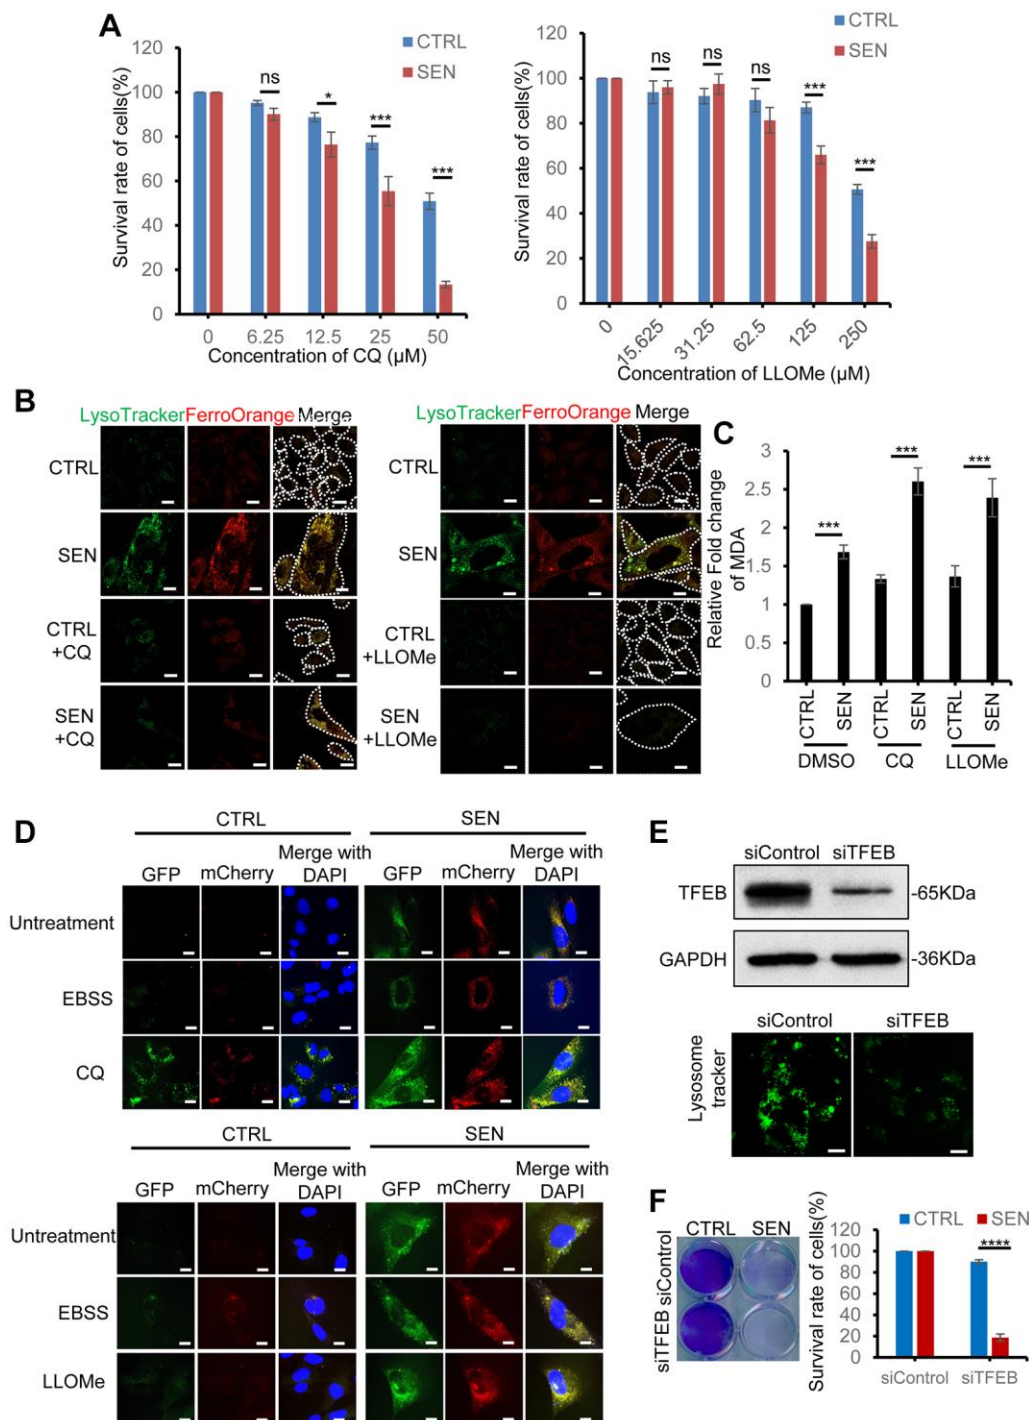 A
120
100
80
60
40
20
0
Survival rate of cells(%)
CTRL
SEN
ns
*
***
***
0 6.25 12.5 25 50
Concentration of CQ (µM)
120
100
80
60
40
20
0
Survival rate of cells(%)
CTRL
SEN
ns
ns
ns
***
***
0 15.625 31.25 62.5 125 250
Concentration of LLOMe (µM)
B
LysoTracker FerroOrange Merge
CTRL
SEN
CTRL
+CQ
SEN
+CQ
LysoTracker FerroOrange Merge
CTRL
SEN
CTRL
+LLOMe
SEN
+LLOMe
C
Relative Fold change
of MDA
3
2.5
2
1.5
1
0.5
0
***
***
***
CTRL SEN CTRL SEN CTRL SEN
DMSO CQ LLOMe
D
CTRL SEN
GFP mCherry Merge with DAPI GFP mCherry Merge with DAPI
Untreatment
EBSS
CQ
CTRL SEN
GFP mCherry Merge with DAPI GFP mCherry Merge with DAPI
Untreatment
EBSS
LLOMe
E
siControl siTFEB
TFEB -65KDa
GAPDH -36KDa
siControl siTFEB
Lysosome
tracker
F
CTRL SEN
siTFEB siControl
Survival rate of cells(%)
120
100
80
60
40
20
0
CTRL SEN
****
siControl siTFEB